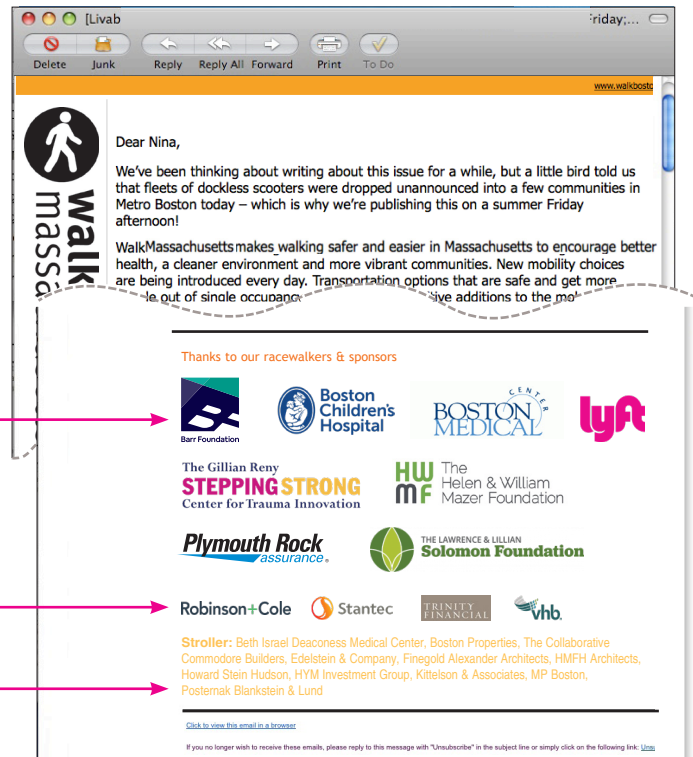 [Livab
Friday;...
Delete Junk Reply Reply All Forward Print To Do
www.walkbosto
walk
massa
Dear Nina,
We've been thinking about writing about this issue for a while, but a little bird told us
that fleets of dockless scooters were dropped unannounced into a few communities in
Metro Boston today – which is why we're publishing this on a summer Friday
afternoon!
WalkMassachusetts makes walking safer and easier in Massachusetts to encourage better
health, a cleaner environment and more vibrant communities. New mobility choices
are being introduced every day. Transportation options that are safe and get more
out of single additions to the
Thanks to our racewalkers & sponsors
Barr Foundation
Boston
Children's
Hospital
BOSTON
MEDICAL
CENTER
lyft
The Gillian Reny
STEPPING STRONG
Center for Trauma Innovation
HW
MF
The
Helen & William
Mazer Foundation
Plymouth Rock
assurance®
THE LAWRENCE & LILLIAN
Solomon Foundation
Robinson+Cole
Stantec
TRINITY
FINANCIAL
vhb.
Stroller: Beth Israel Deaconess Medical Center, Boston Properties, The Collaborative
Commodore Builders, Edelstein & Company, Finegold Alexander Architects, HMFH Architects,
Howard Stein Hudson, HYM Investment Group, Kittelson & Associates, MP Boston,
Posternak Blankstein & Lund
Click to view this email in a browser
If you no longer wish to receive these emails, please reply to this message with "Unsubscribe" in the subject line or simply click on the following link: Unsu